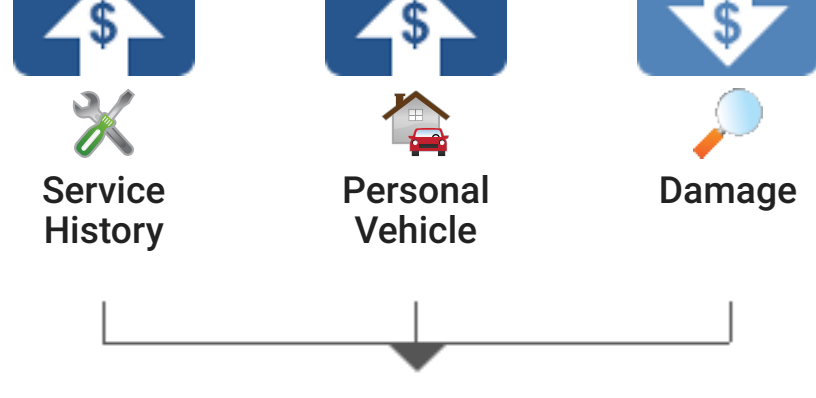 $ $ $
Service
History
Personal
Vehicle
Damage